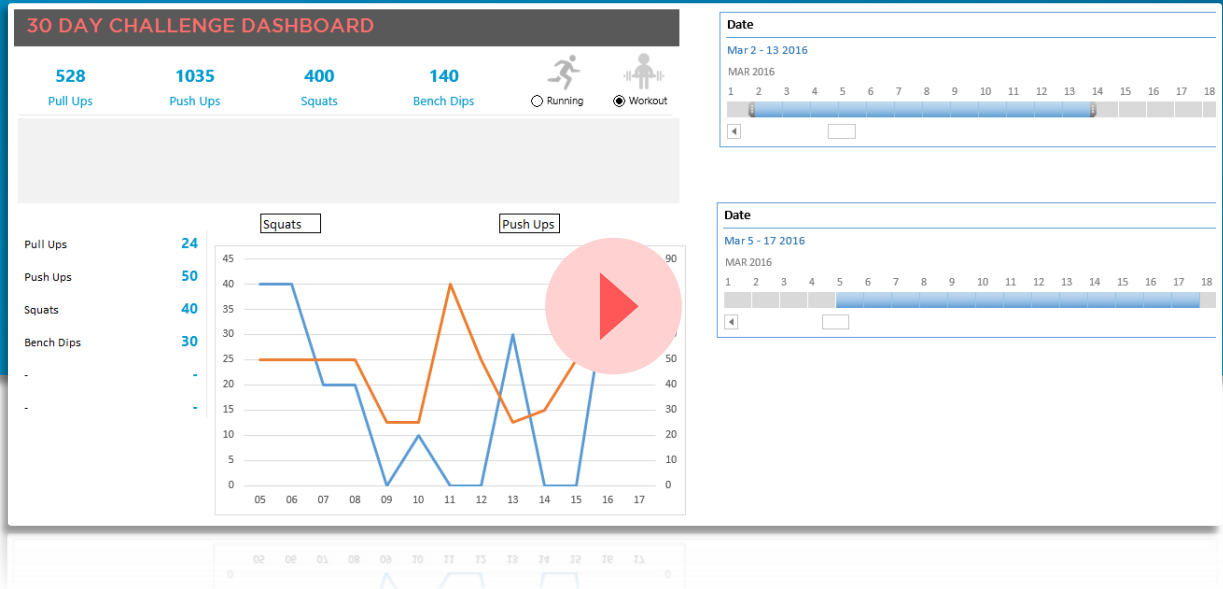 30 DAY CHALLENGE DASHBOARD
528 1035 400 140
Pull Ups Push Ups Squats Bench Dips Running Workout
Squats Push Ups
Pull Ups 24
Push Ups 50
Squats 40
Bench Dips 30
- -
- -
45 90
40
35
30
25 50
20 40
15 30
10 20
5 10
0 0
05 06 07 08 09 10 11 12 13 14 15 16 17
Date
Mar 2 - 13 2016
MAR 2016
1 2 3 4 5 6 7 8 9 10 11 12 13 14 15 16 17 18
Date
Mar 5 - 17 2016
MAR 2016
1 2 3 4 5 6 7 8 9 10 11 12 13 14 15 16 17 18